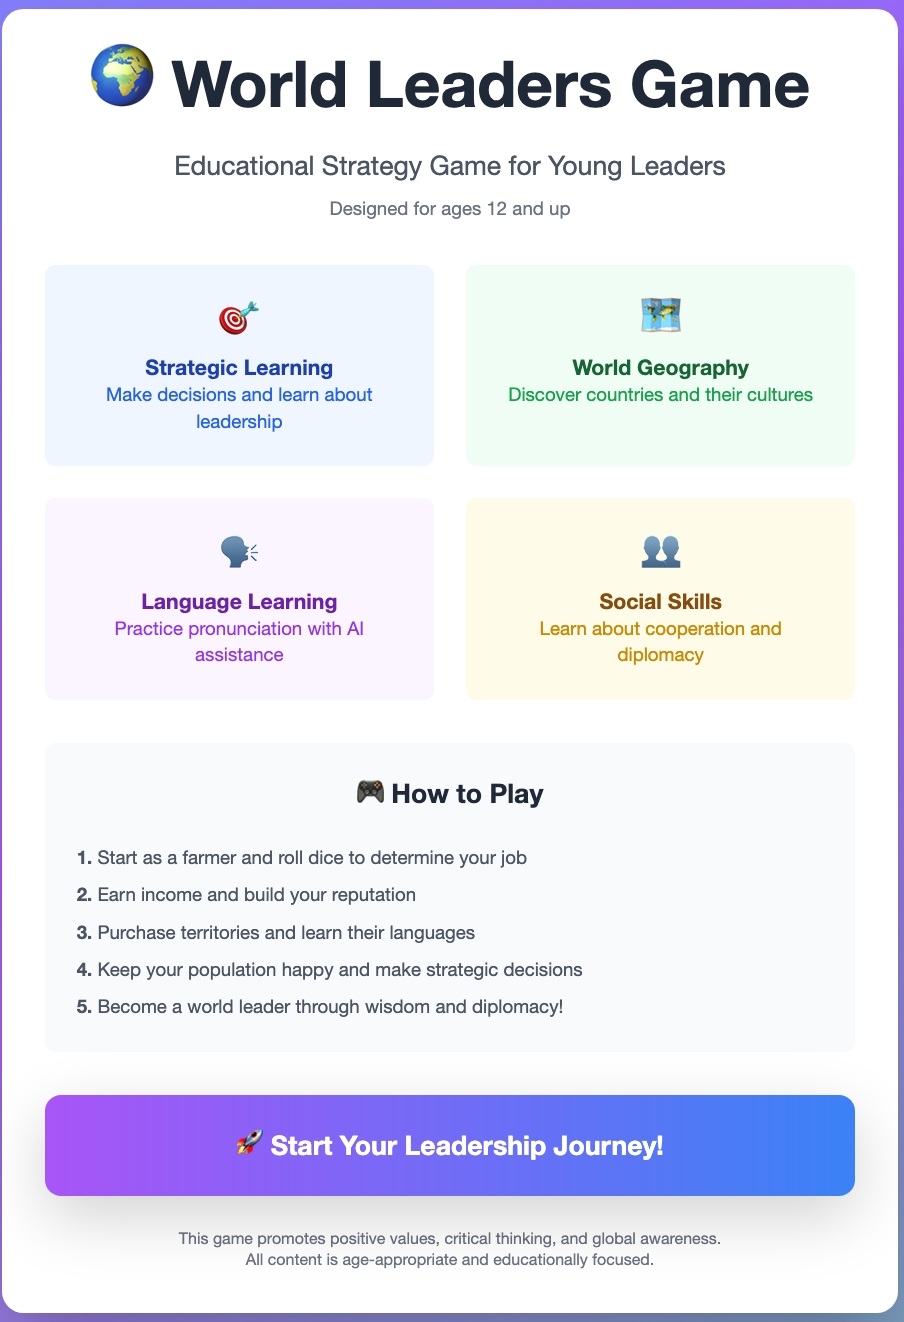 World Leaders Game
Educational Strategy Game for Young Leaders
Designed for ages 12 and up
Strategic Learning
Make decisions and learn about
leadership
World Geography
Discover countries and their cultures
Language Learning
Practice pronunciation with AI
assistance
Social Skills
Learn about cooperation and
diplomacy
How to Play
1. Start as a farmer and roll dice to determine your job
2. Earn income and build your reputation
3. Purchase territories and learn their languages
4. Keep your population happy and make strategic decisions
5. Become a world leader through wisdom and diplomacy!
Start Your Leadership Journey!
This game promotes positive values, critical thinking, and global awareness.
All content is age-appropriate and educationally focused.